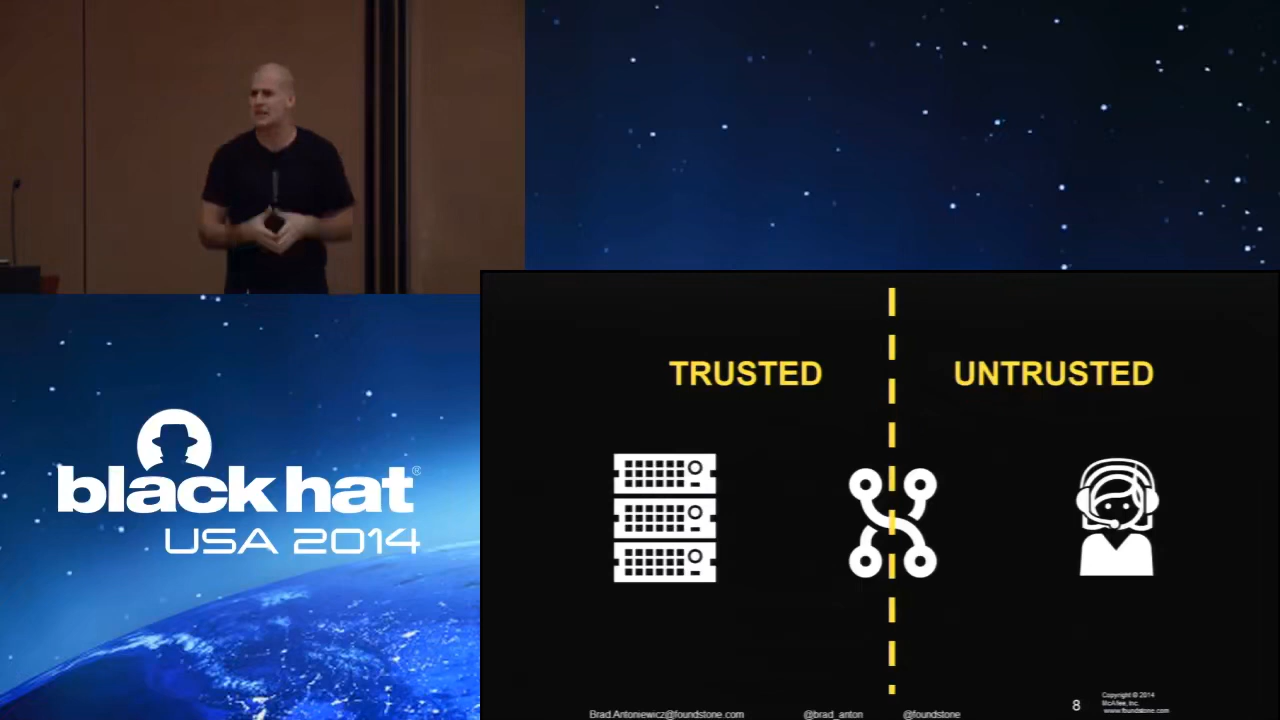 TRUSTED
UNTRUSTED
black hat®
USA 2014
Brad.Antoniewicz@foundstone.com
@brad_anton
@foundstone
8
Copyright © 2014
McAfee, Inc.
www.foundstone.com